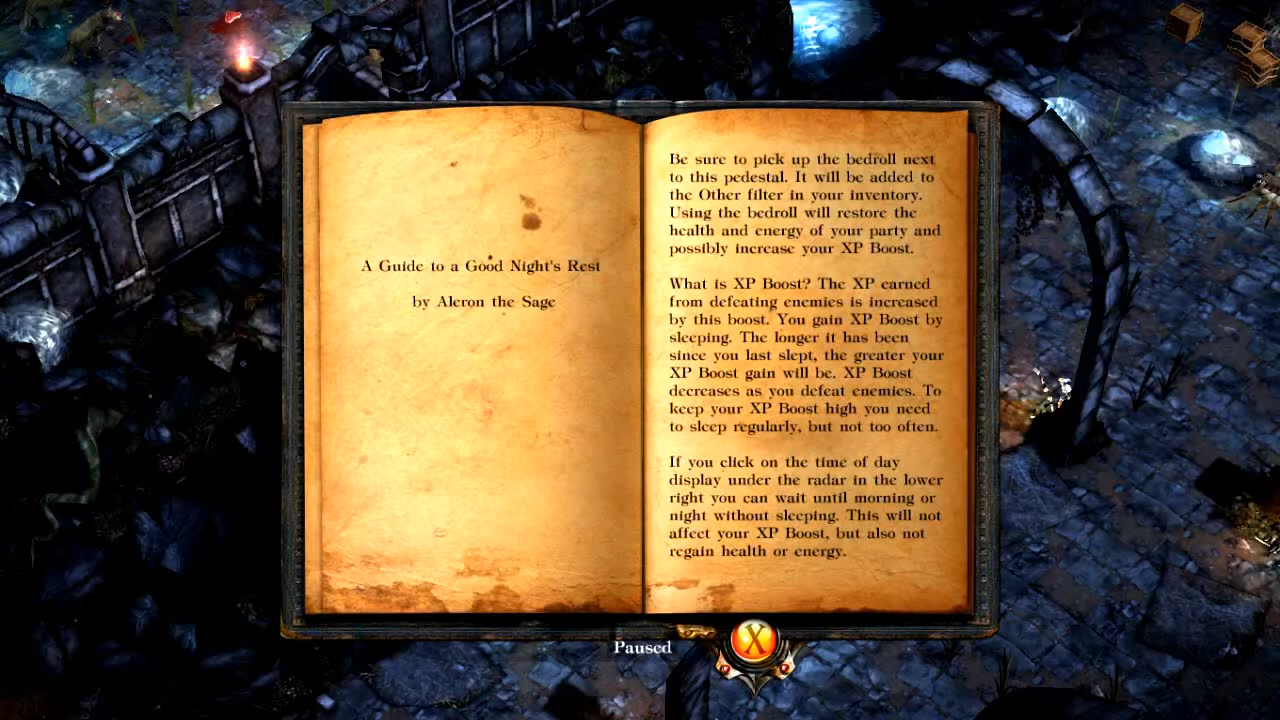 A Guide to a Good Night's Rest
by Aleron the Sage
Be sure to pick up the bedroll next
to this pedestal. It will be added to
the Other filter in your inventory.
Using the bedroll will restore the
health and energy of your party and
possibly increase your XP Boost.
What is XP Boost? The XP earned
from defeating enemies is increased
by this boost. You gain XP Boost by
sleeping. The longer it has been
since you last slept, the greater your
XP Boost gain will be. XP Boost
decreases as you defeat enemies. To
keep your XP Boost high you need
to sleep regularly, but not too often.
If you click on the time of day
display under the radar in the lower
right you can wait until morning or
night without sleeping. This will not
affect your XP Boost, but also not
regain health or energy.
Paused
X